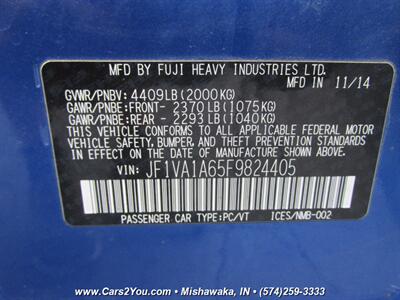 MFD BY FUJI HEAVY INDUSTRIES LTD.
MFD IN 11/14
GVWR/PNBV: 4409LB(2000KG)
GAWR/PNBE:FRONT- 2370LB(1075KG)
GAWR/PNBE:REAR - 2293LB(1040KG)
THIS VEHICLE CONFORMS TO ALL APPLICABLE U.S. FEDERAL MOTOR
VEHICLE SAFETY, BUMPER, AND THEFT PREVENTION STANDARDS
IN EFFECT ON THE DATE OF MANUFACTURE SHOWN ABOVE.
VIN: JF1VA1A65F9824405
PASSENGER CAR TYPE:PC/VT ICES/NMB-002
www.Cars2You.com - Mishawaka, IN - (574)259-3333